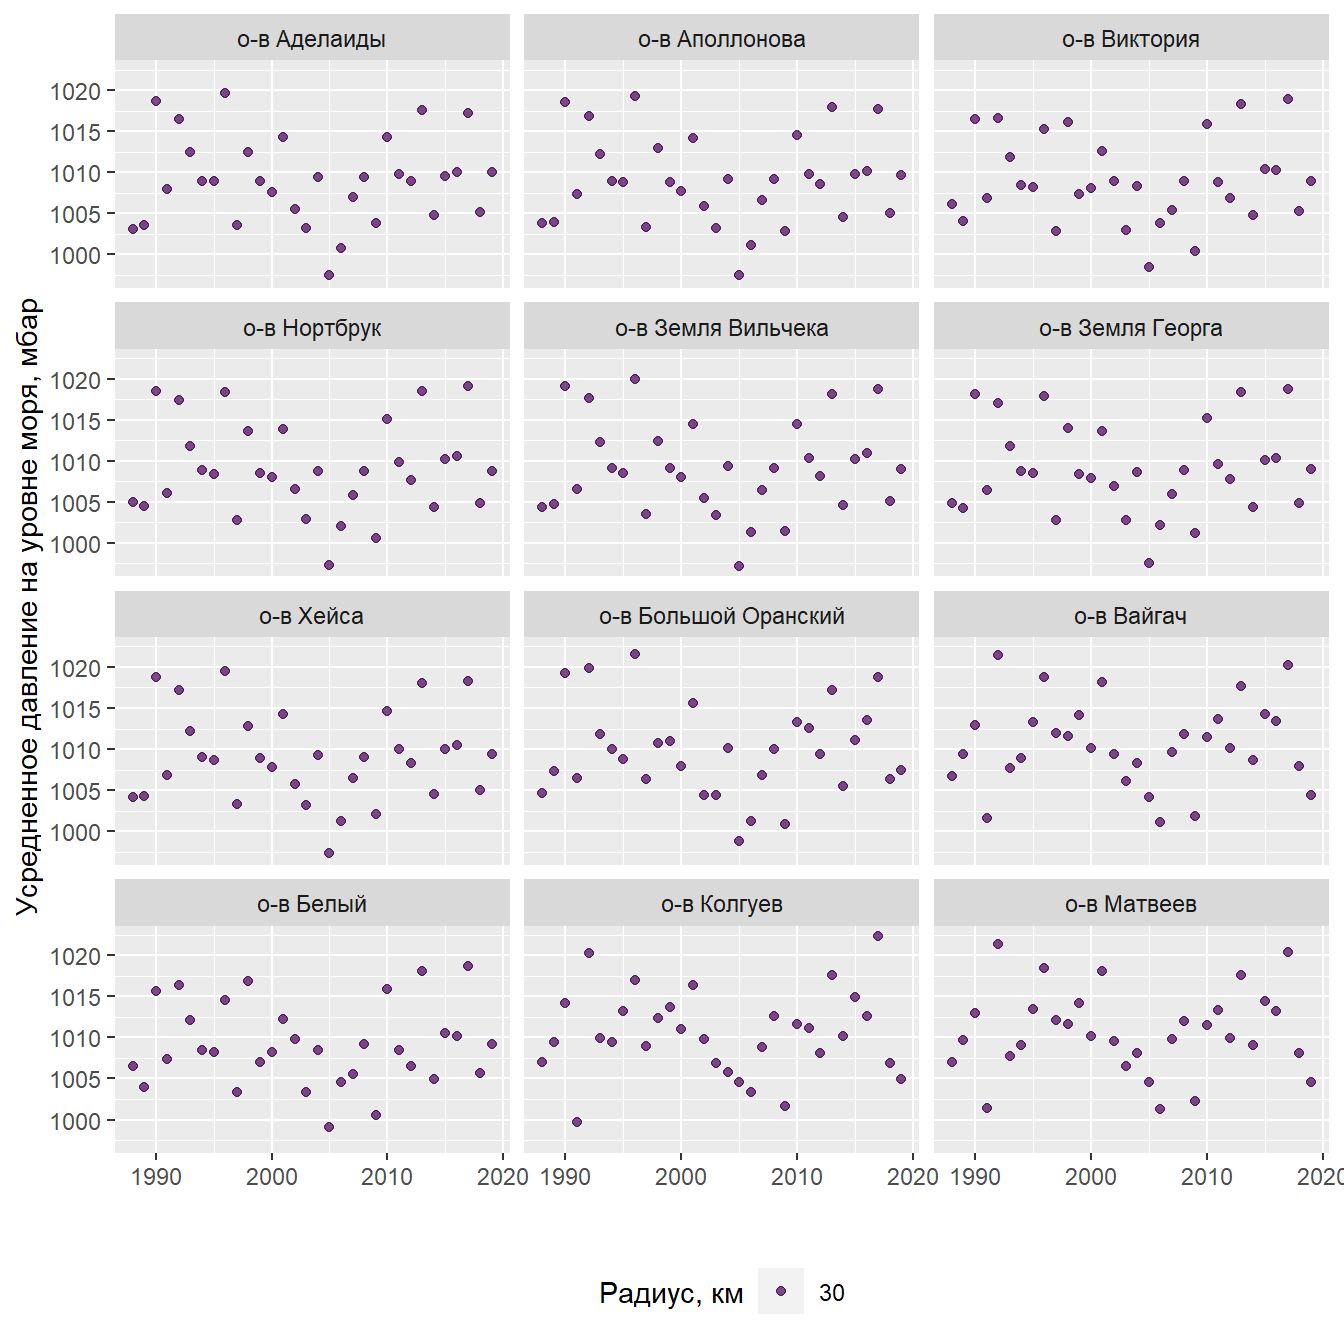 о-в Аделаиды
о-в Аполлонова
о-в Виктория
1020
1015
1010
1005
1000
о-в Нортбрук
о-в Земля Вильчека
о-в Земля Георга
1020
1015
1010
1005
1000
о-в Хейса
о-в Большой Оранский
о-в Вайгач
1020
1015
1010
1005
1000
о-в Белый
о-в Колгуев
о-в Матвеев
1020
1015
1010
1005
1000
1990 2000 2010 2020
1990 2000 2010 2020
1990 2000 2010 2020
Усредненное давление на уровне моря, мбар
Радиус, км 30